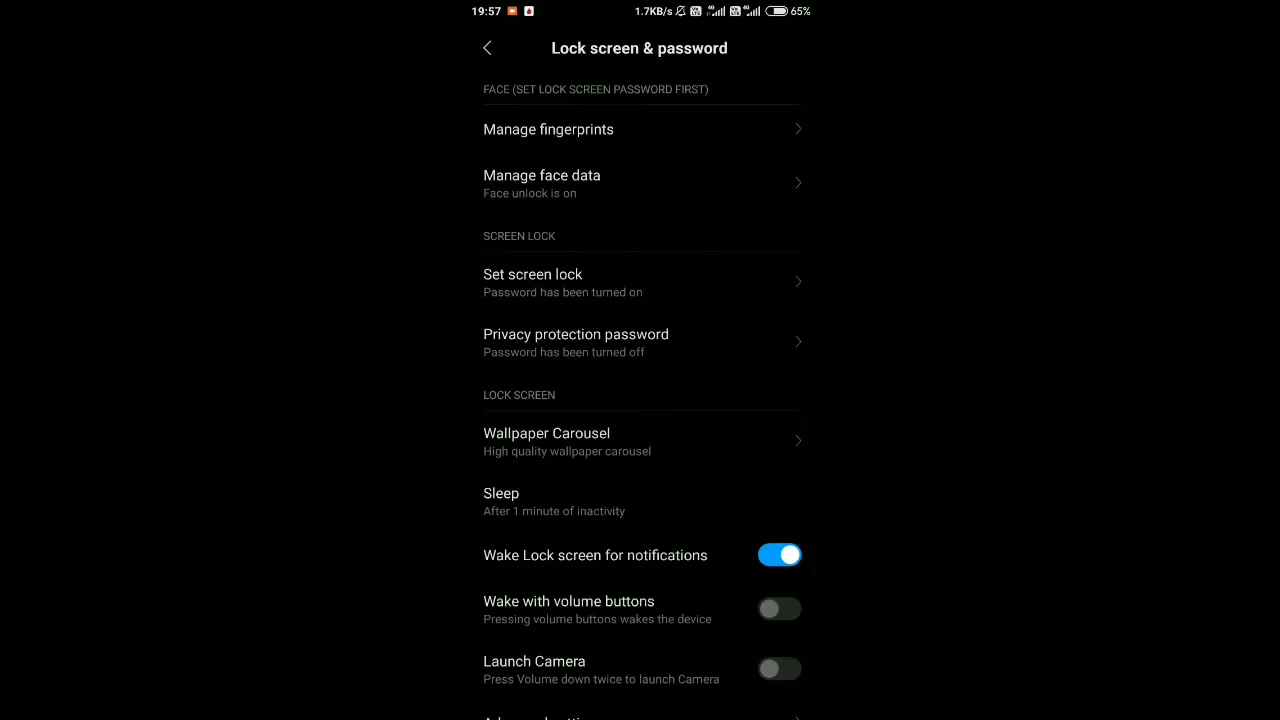 19:57 1.7KB/s 65%
Lock screen & password
FACE (SET LOCK SCREEN PASSWORD FIRST)
Manage fingerprints
Manage face data
Face unlock is on
SCREEN LOCK
Set screen lock
Password has been turned on
Privacy protection password
Password has been turned off
LOCK SCREEN
Wallpaper Carousel
High quality wallpaper carousel
Sleep
After 1 minute of inactivity
Wake Lock screen for notifications
Wake with volume buttons
Pressing volume buttons wakes the device
Launch Camera
Press Volume down twice to launch Camera